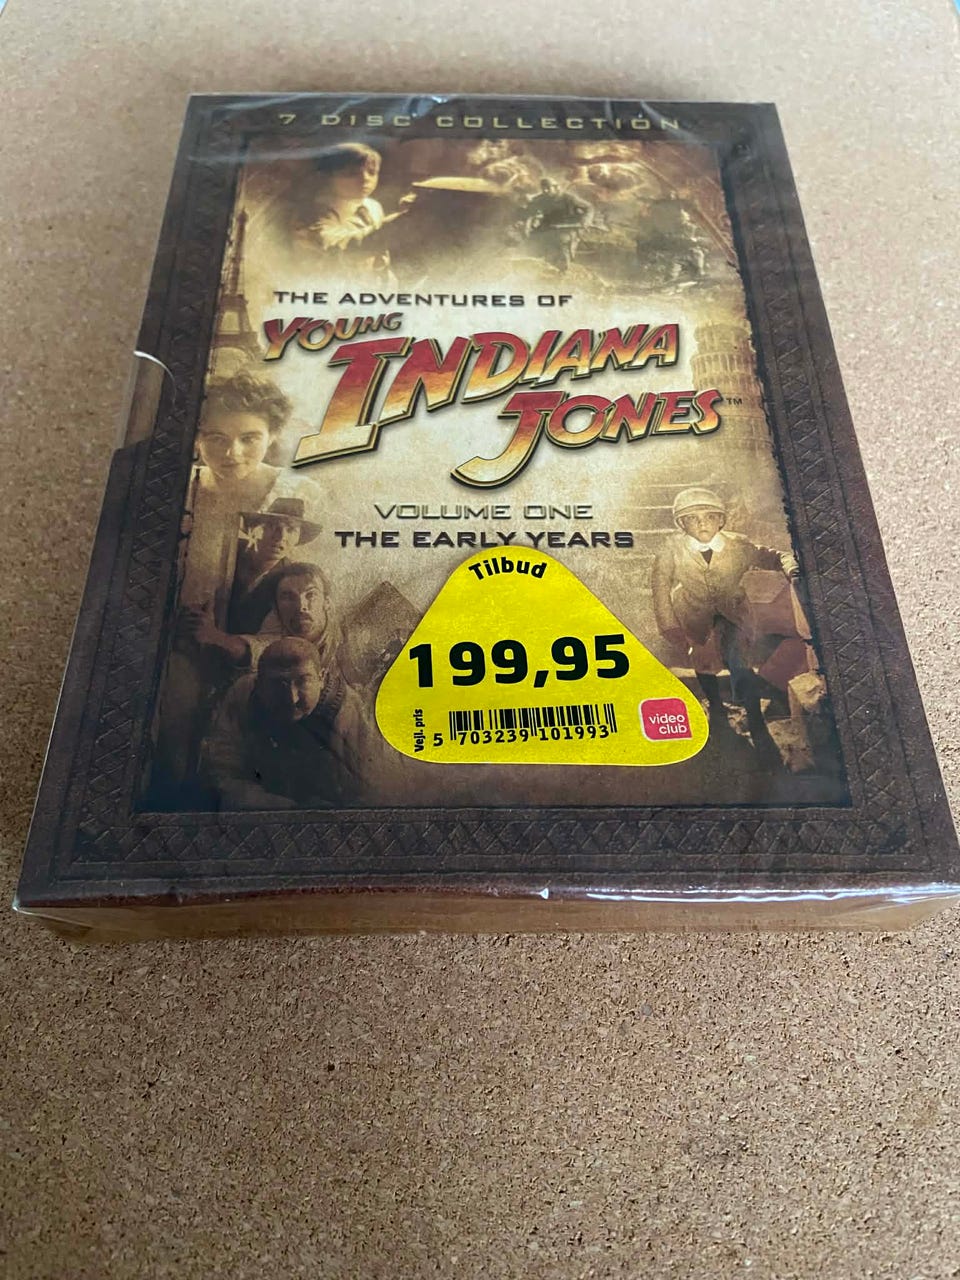 7 DISC COLLECTION
THE ADVENTURES OF
YOUNG
INDIANA
JONES™
VOLUME ONE
THE EARLY YEARS
Tilbud
199,95
Vejl. pris
5 703239 101993
video
club